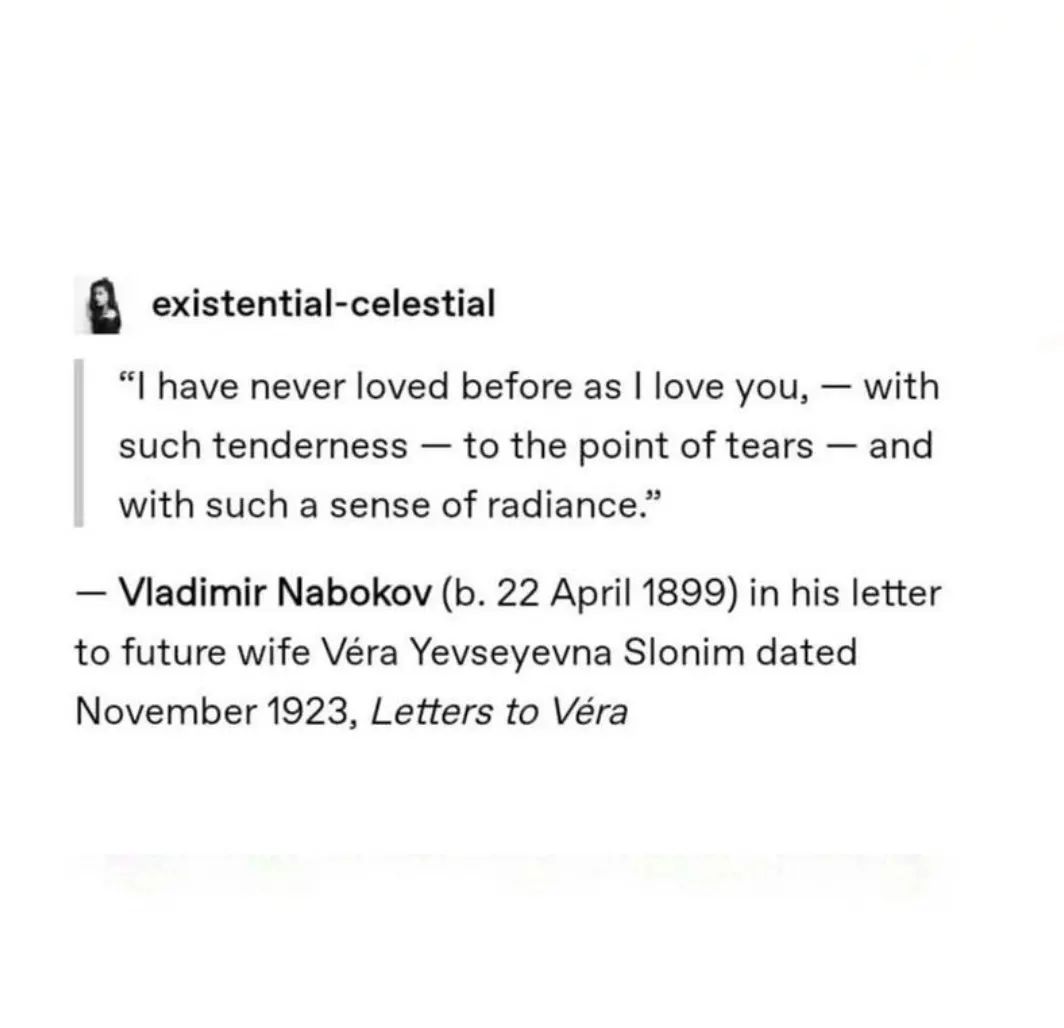 existential-celestial
“I have never loved before as I love you, — with
such tenderness — to the point of tears — and
with such a sense of radiance.”
— Vladimir Nabokov (b. 22 April 1899) in his letter
to future wife Véra Yevseyevna Slonim dated
November 1923, Letters to Véra